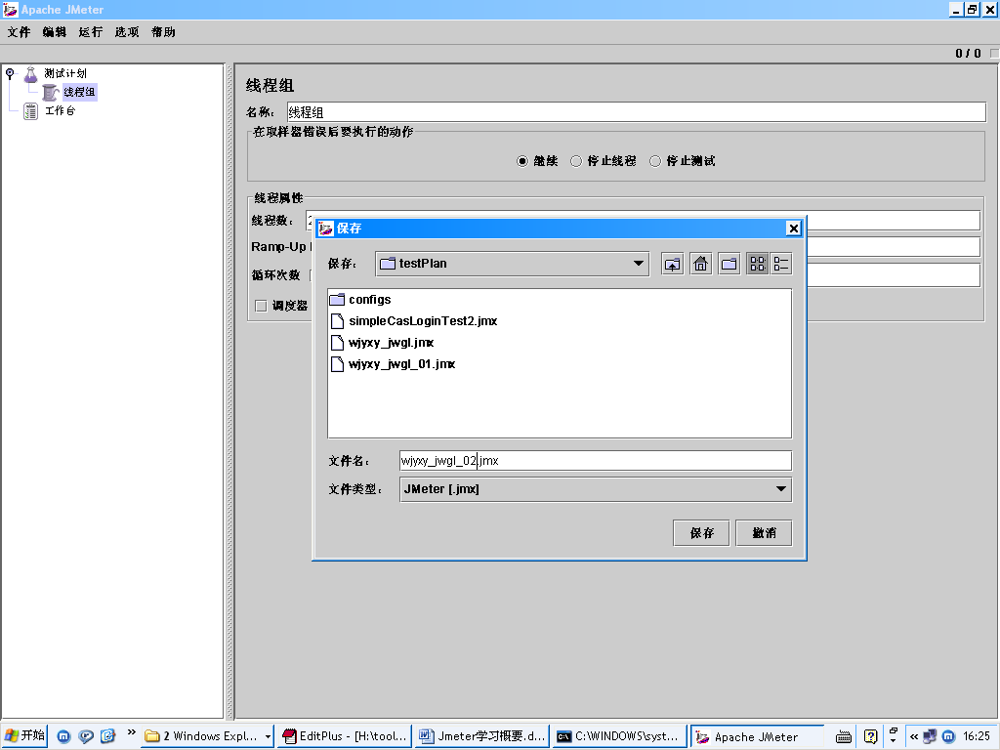 Apache JMeter
文件 编辑 运行 选项 帮助
0 / 0
测试计划
线程组
工作台
线程组
名称： 线程组
在取样器错误后要执行的动作
继续 停止线程 停止测试
线程属性
线程数：
Ramp-Up
循环次数
调度器
保存
保存： testPlan
configs
simpleCasLoginTest2.jmx
wjyxy_jwgl.jmx
wjyxy_jwgl_01.jmx
文件名： wjyxy_jwgl_02.jmx
文件类型： JMeter [.jmx]
保存 撤消
开始 » 2 Windows Expl... EditPlus - [H:\tool... Jmeter学习概要.d... C:\WINDOWS\syst... Apache JMeter « 16:25